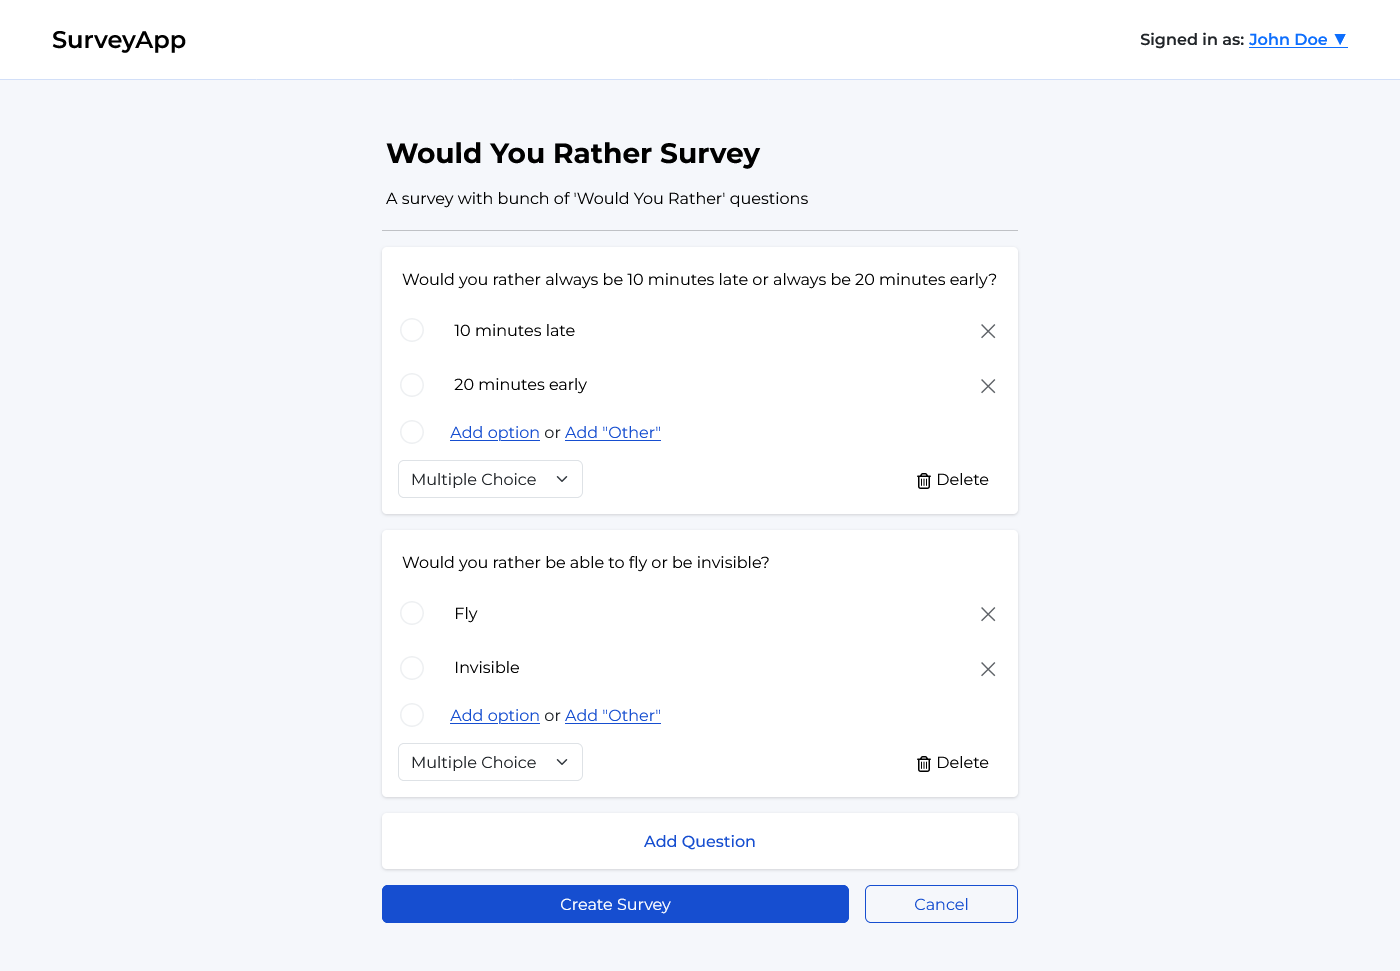 SurveyApp
Signed in as: John Doe ▼
Would You Rather Survey
A survey with bunch of 'Would You Rather' questions
Would you rather always be 10 minutes late or always be 20 minutes early?
10 minutes late
20 minutes early
Add option or Add "Other"
Multiple Choice
Delete
Would you rather be able to fly or be invisible?
Fly
Invisible
Add option or Add "Other"
Multiple Choice
Delete
Add Question
Create Survey
Cancel